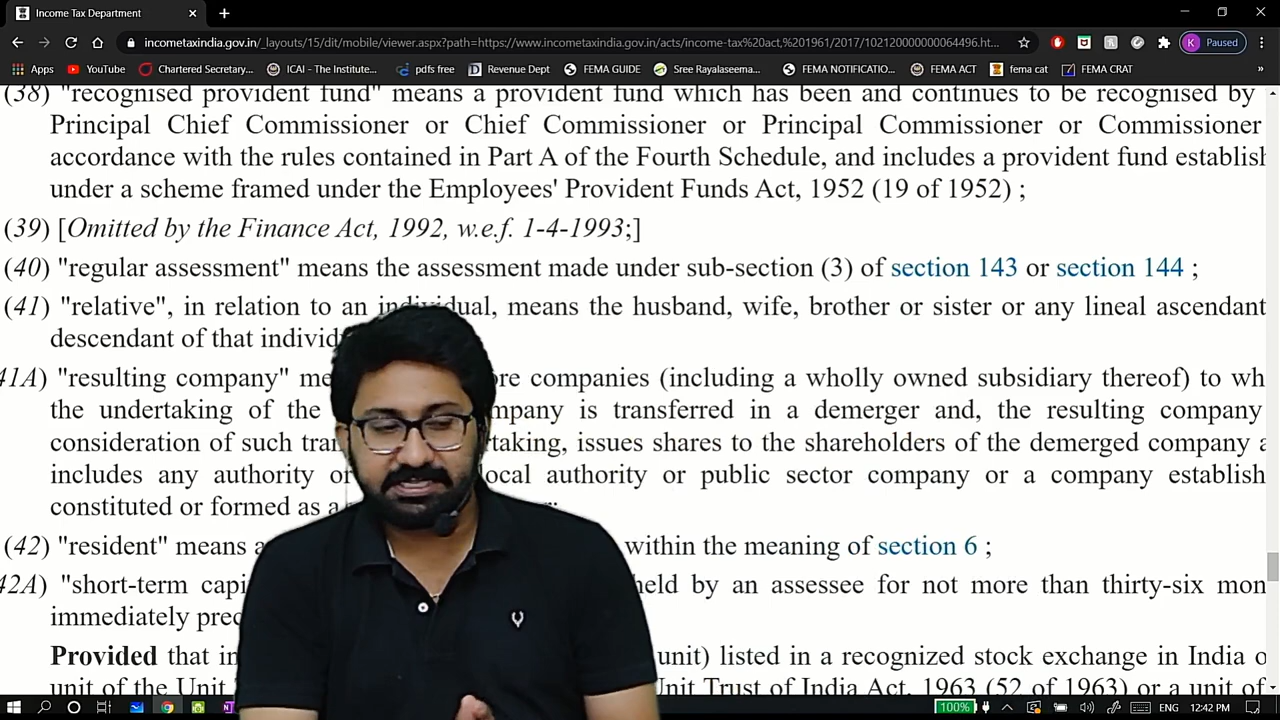 Income Tax Department
incometaxindia.gov.in/_layouts/15/dit/mobile/viewer.aspx?path=https://www.incometaxindia.gov.in/acts/income-tax%20act,%201961/2017/102120000000064496.ht...
K Paused
Apps YouTube Chartered Secretary... ICAI - The Institute... pdfs free Revenue Dept FEMA GUIDE Sree Rayalaseema... FEMA NOTIFICATIO... FEMA ACT fema cat FEMA CRAT »
(38) "recognised provident fund" means a provident fund which has been and continues to be recognised by
Principal Chief Commissioner or Chief Commissioner or Principal Commissioner or Commissioner
accordance with the rules contained in Part A of the Fourth Schedule, and includes a provident fund establish
under a scheme framed under the Employees' Provident Funds Act, 1952 (19 of 1952) ;
(39) [Omitted by the Finance Act, 1992, w.e.f. 1-4-1993;]
(40) "regular assessment" means the assessment made under sub-section (3) of section 143 or section 144 ;
(41) "relative", in relation to an individual, means the husband, wife, brother or sister or any lineal ascendant
descendant of that individ
41A) "resulting company" me re companies (including a wholly owned subsidiary thereof) to wh
the undertaking of the mpany is transferred in a demerger and, the resulting company
consideration of such tran rtaking, issues shares to the shareholders of the demerged company a
includes any authority or local authority or public sector company or a company establish
constituted or formed as a
(42) "resident" means a within the meaning of section 6 ;
42A) "short-term capi held by an assessee for not more than thirty-six mon
immediately prec
Provided that in unit) listed in a recognized stock exchange in India o
unit of the Unit Unit Trust of India Act, 1963 (52 of 1963) or a unit of
100% ENG 12:42 PM